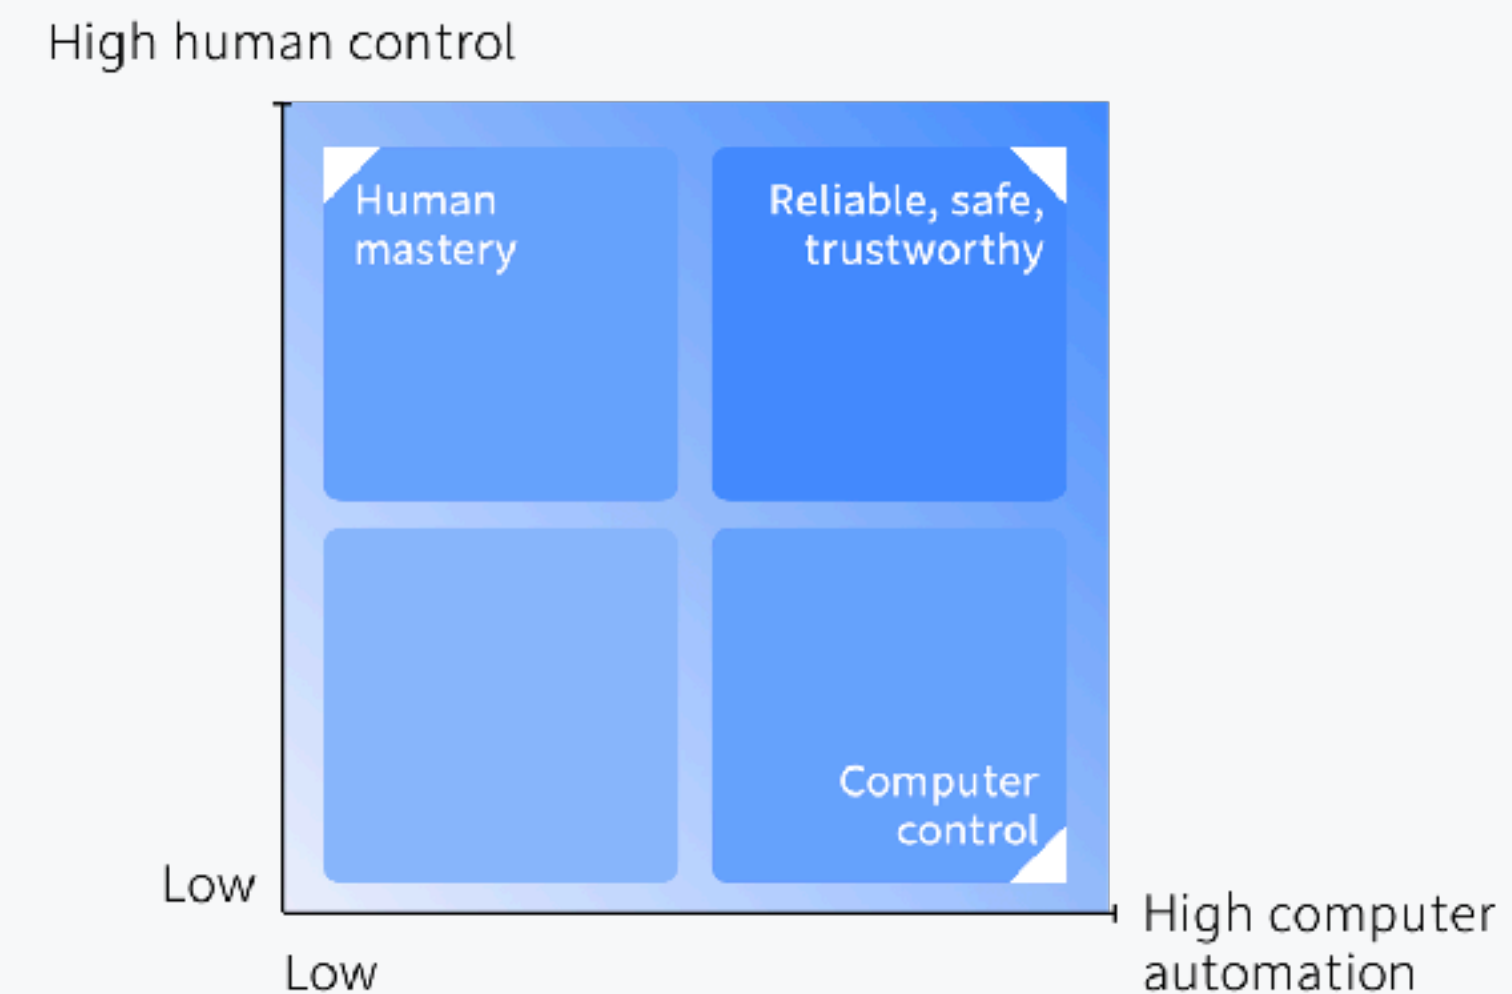 High human control
Human
mastery
Reliable, safe,
trustworthy
Computer
control
Low
Low
High computer
automation